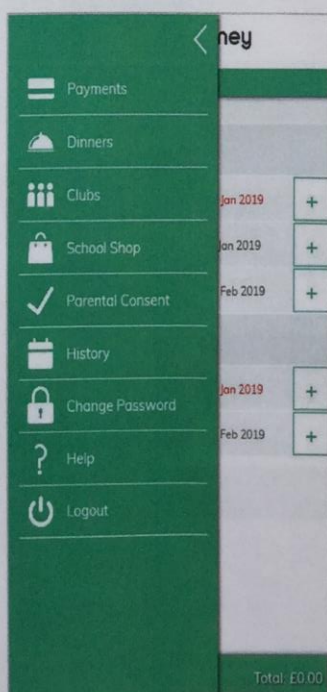 ney
Payments
Dinners
Clubs
Jan 2019
School Shop
Jan 2019
Parental Consent
Feb 2019
History
Change Password
Jan 2019
Help
Feb 2019
Logout
Total: £0.00